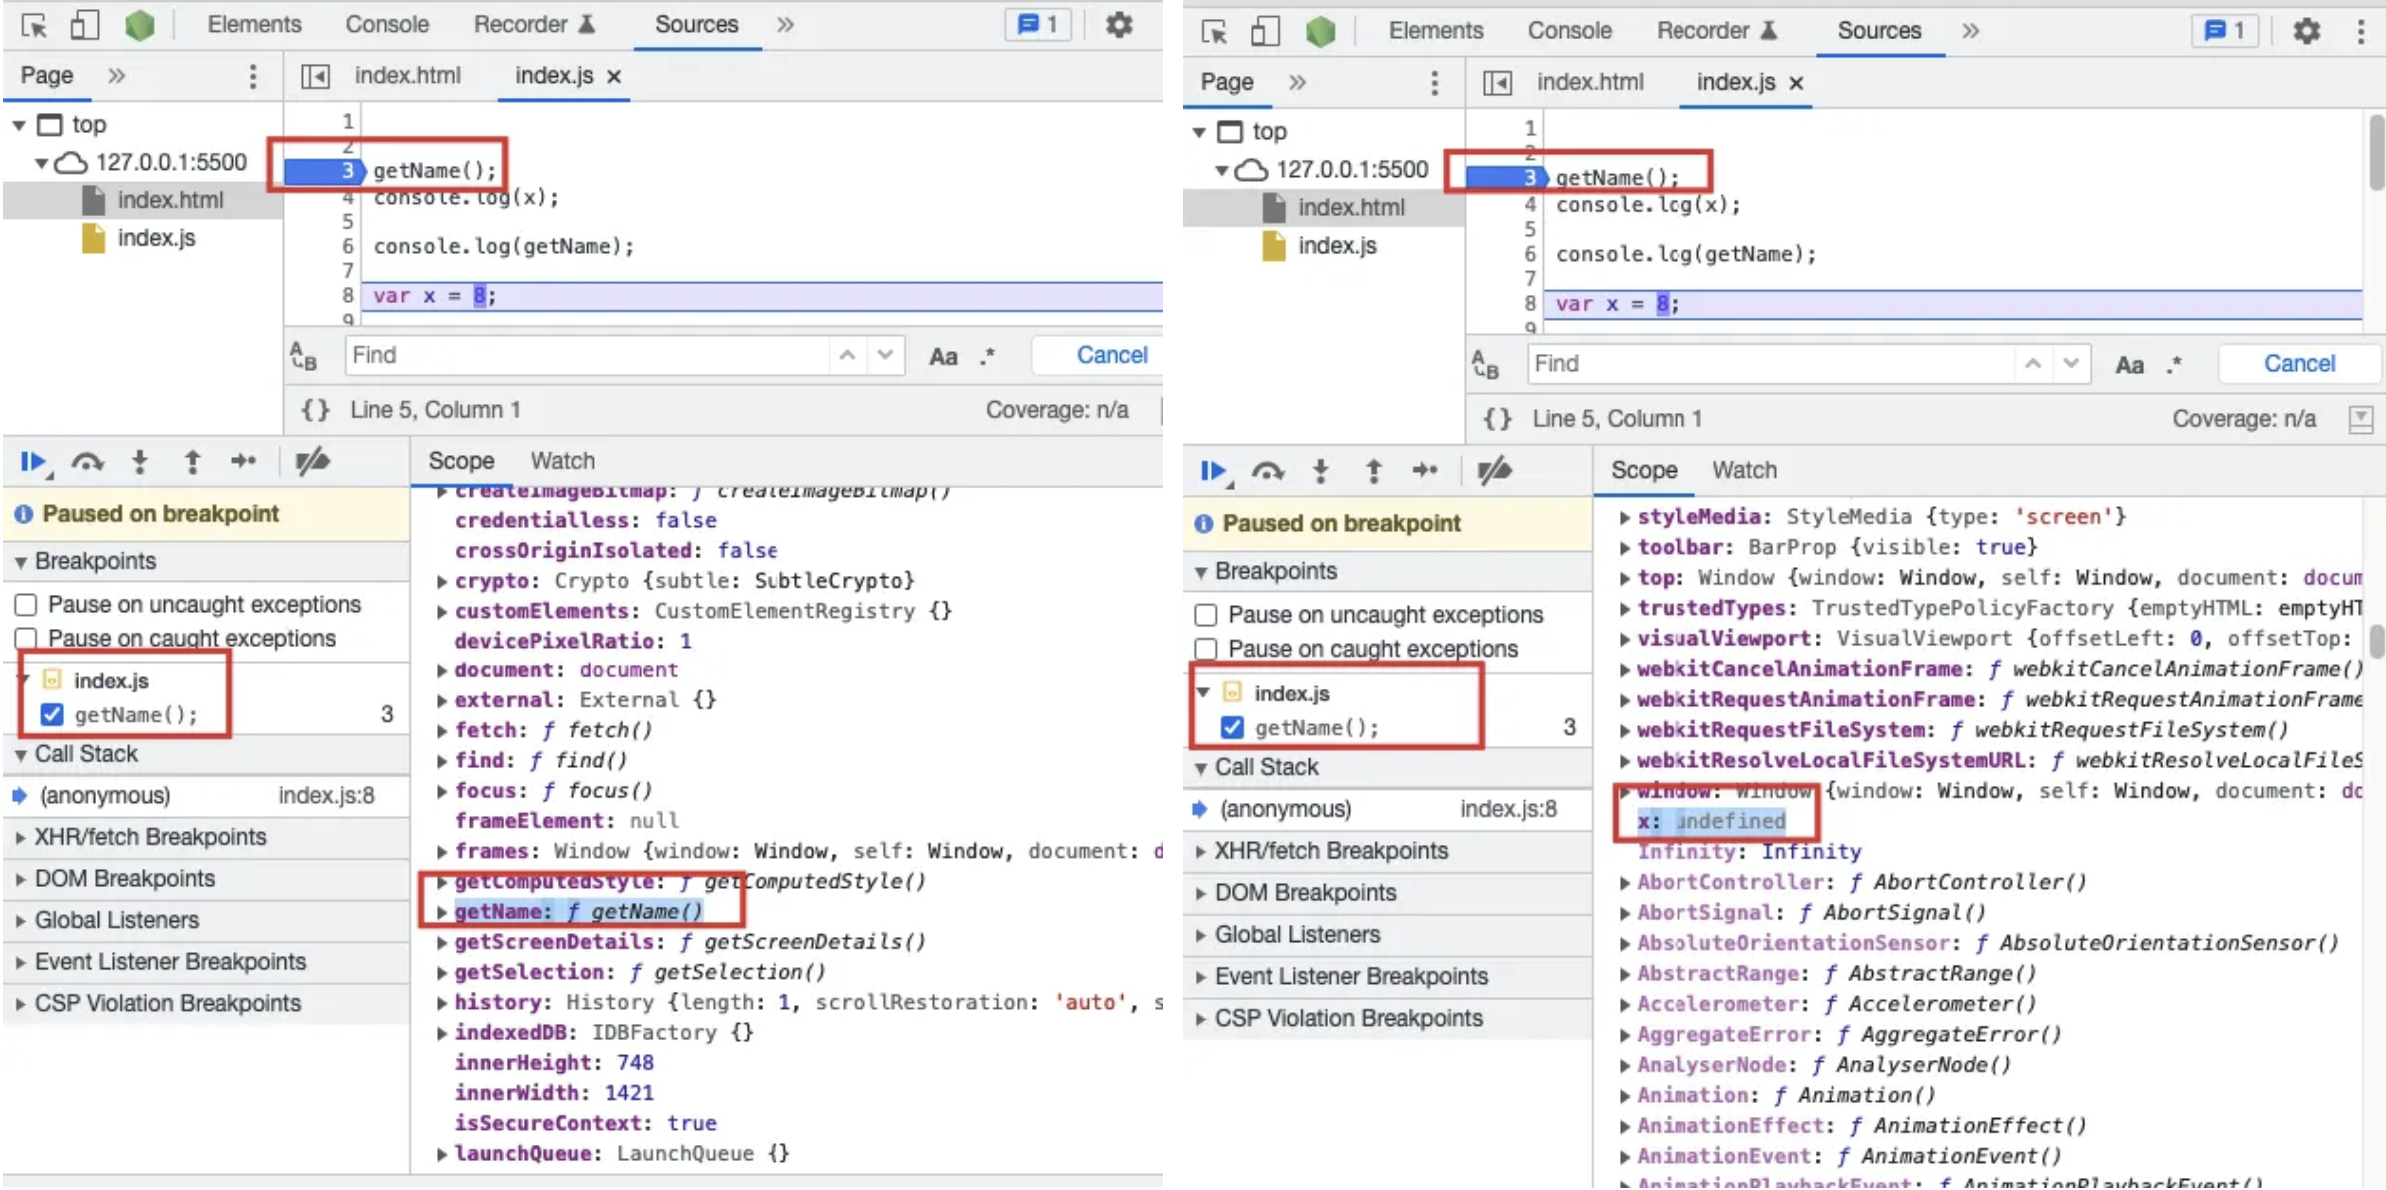 Elements Console Recorder Sources » 1
Page » index.html index.js ×
top
127.0.0.1:5500
index.html
index.js
1
2
3 getName();
4 console.log(x);
5
6 console.log(getName);
7
8 var x = 8;
9
Find Aa .* Cancel
{} Line 5, Column 1 Coverage: n/a
Scope Watch
Paused on breakpoint
Breakpoints
Pause on uncaught exceptions
Pause on caught exceptions
index.js
getName(); 3
Call Stack
(anonymous) index.js:8
XHR/fetch Breakpoints
DOM Breakpoints
Global Listeners
Event Listener Breakpoints
CSP Violation Breakpoints
createImageBitmap: ƒ createImageBitmap()
credentialless: false
crossOriginIsolated: false
crypto: Crypto {subtle: SubtleCrypto}
customElements: CustomElementRegistry {}
devicePixelRatio: 1
document: document
external: External {}
fetch: ƒ fetch()
find: ƒ find()
focus: ƒ focus()
frameElement: null
frames: Window {window: Window, self: Window, document: d
getComputedStyle: ƒ getComputedStyle()
getName: ƒ getName()
getScreenDetails: ƒ getScreenDetails()
getSelection: ƒ getSelection()
history: History {length: 1, scrollRestoration: 'auto', s
indexedDB: IDBFactory {}
innerHeight: 748
innerWidth: 1421
isSecureContext: true
launchQueue: LaunchQueue {}
Elements Console Recorder Sources » 1
Page » index.html index.js ×
top
127.0.0.1:5500
index.html
index.js
1
2
3 getName();
4 console.log(x);
5
6 console.log(getName);
7
8 var x = 8;
9
Find Aa .* Cancel
{} Line 5, Column 1 Coverage: n/a
Scope Watch
Paused on breakpoint
Breakpoints
Pause on uncaught exceptions
Pause on caught exceptions
index.js
getName(); 3
Call Stack
(anonymous) index.js:8
XHR/fetch Breakpoints
DOM Breakpoints
Global Listeners
Event Listener Breakpoints
CSP Violation Breakpoints
styleMedia: StyleMedia {type: 'screen'}
toolbar: BarProp {visible: true}
top: Window {window: Window, self: Window, document: docum
trustedTypes: TrustedTypePolicyFactory {emptyHTML: emptyHT
visualViewport: VisualViewport {offsetLeft: 0, offsetTop:
webkitCancelAnimationFrame: ƒ webkitCancelAnimationFrame()
webkitRequestAnimationFrame: ƒ webkitRequestAnimationFrame
webkitRequestFileSystem: ƒ webkitRequestFileSystem()
webkitResolveLocalFileSystemURL: ƒ webkitResolveLocalFileS
window: Window {window: Window, self: Window, document: dc
x: undefined
Infinity: Infinity
AbortController: ƒ AbortController()
AbortSignal: ƒ AbortSignal()
AbsoluteOrientationSensor: ƒ AbsoluteOrientationSensor()
AbstractRange: ƒ AbstractRange()
Accelerometer: ƒ Accelerometer()
AggregateError: ƒ AggregateError()
AnalyserNode: ƒ AnalyserNode()
Animation: ƒ Animation()
AnimationEffect: ƒ AnimationEffect()
AnimationEvent: ƒ AnimationEvent()
AnimationPlaybackEvent: ƒ AnimationPlaybackEvent()